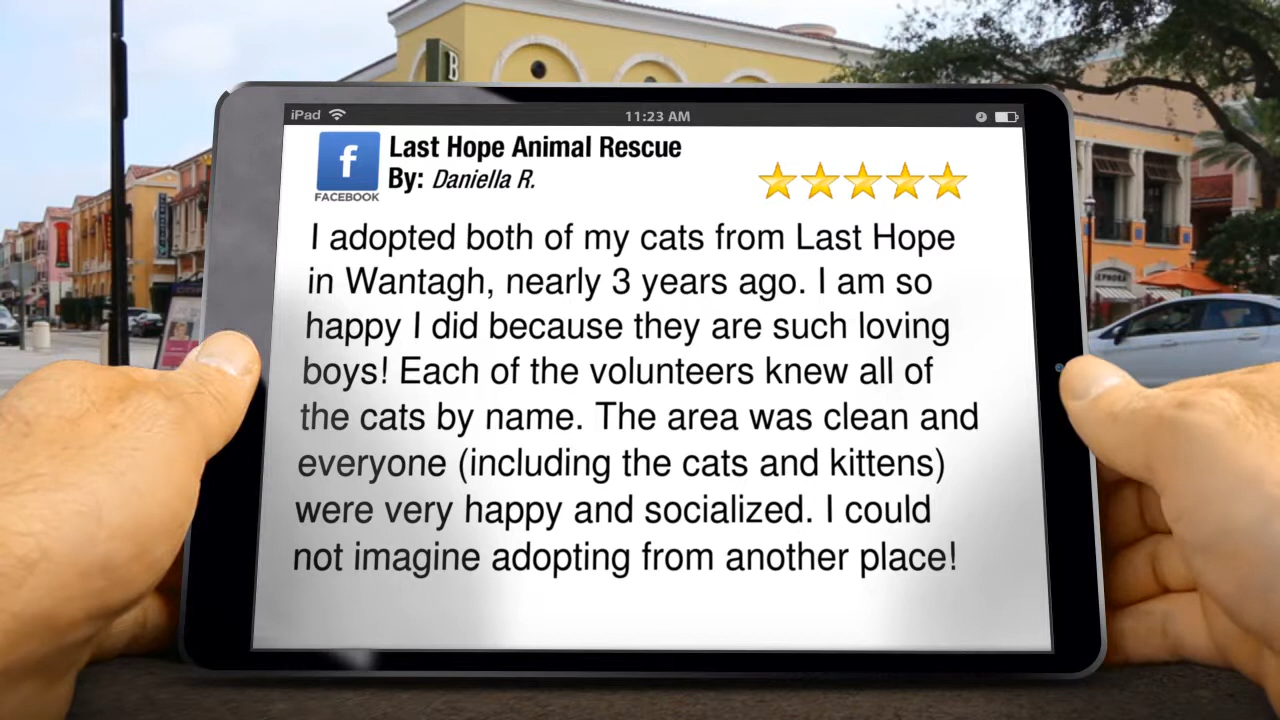 iPad 11:23 AM
f
FACEBOOK
Last Hope Animal Rescue
By: Daniella R.
I adopted both of my cats from Last Hope
in Wantagh, nearly 3 years ago. I am so
happy I did because they are such loving
boys! Each of the volunteers knew all of
the cats by name. The area was clean and
everyone (including the cats and kittens)
were very happy and socialized. I could
not imagine adopting from another place!
B
SEPHORA